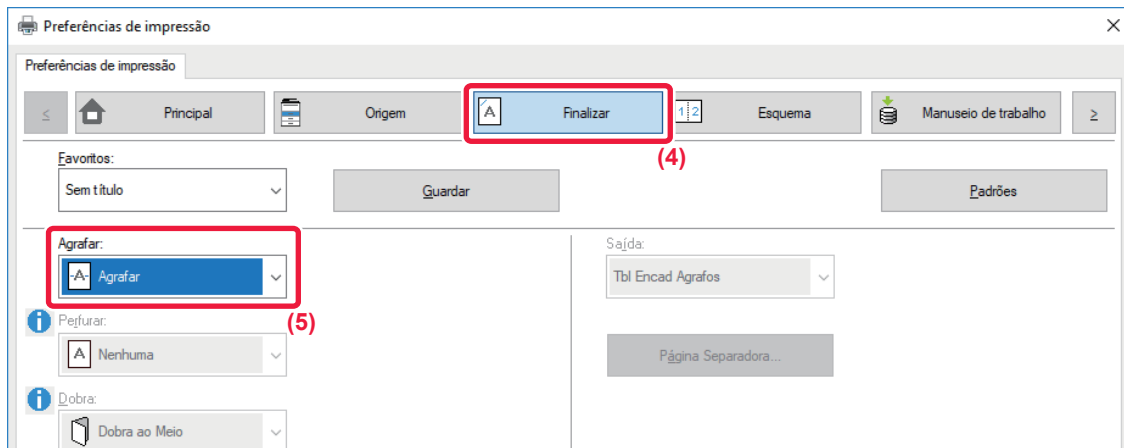 Preferências de impressão
Preferências de impressão
<
Principal
Origem
A
Finalizar
1 2
Esquema
Manuseio de trabalho
>
(4)
Favoritos:
Sem título
Guardar
Padrões
Agrafar:
-A- Agrafar
(5)
Saída:
Tbl Encad Agrafos
Perfurar:
A Nenhuma
Página Separadora...
Dobra:
Dobra ao Meio